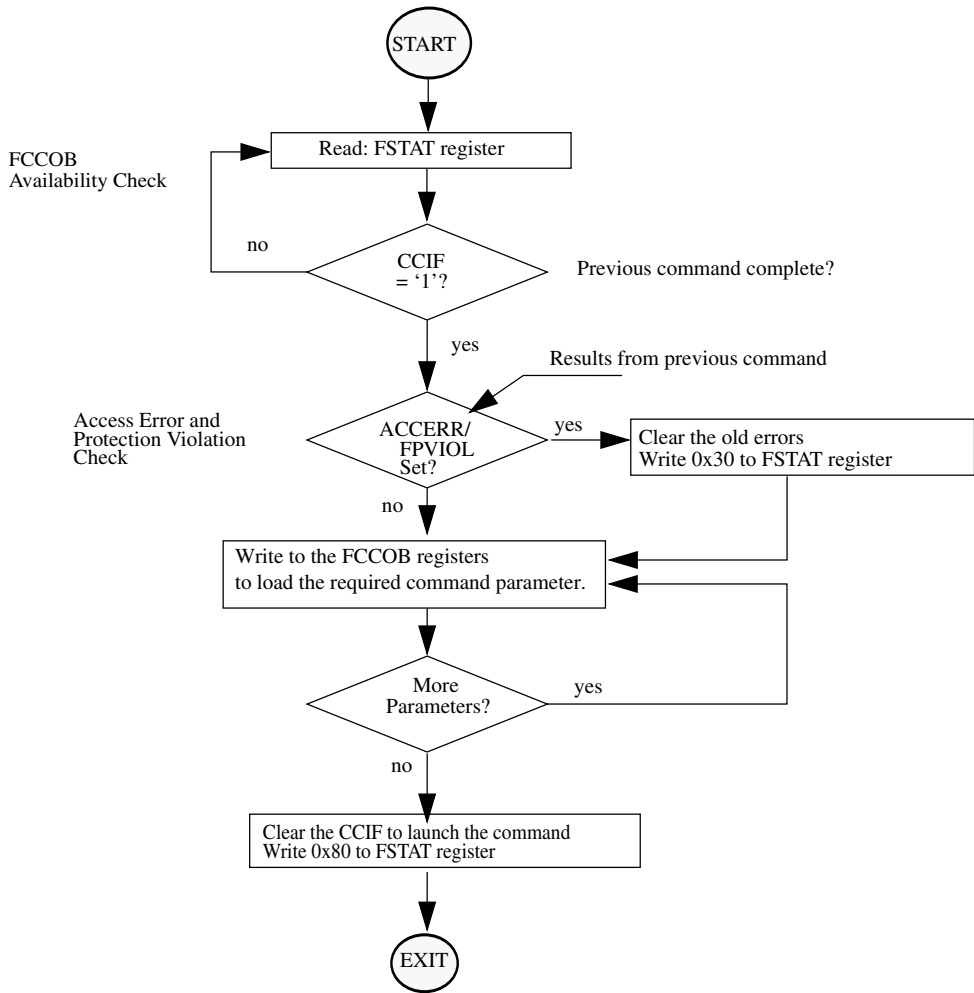 START
Read: FSTAT register
FCCOB
Availability Check
no
CCIF
= ‘1’?
Previous command complete?
yes
Results from previous command
Access Error and
Protection Violation
Check
ACCERR/
FPVIOL
Set?
yes
Clear the old errors
Write 0x30 to FSTAT register
no
Write to the FCCOB registers
to load the required command parameter.
More
Parameters?
yes
no
Clear the CCIF to launch the command
Write 0x80 to FSTAT register
EXIT